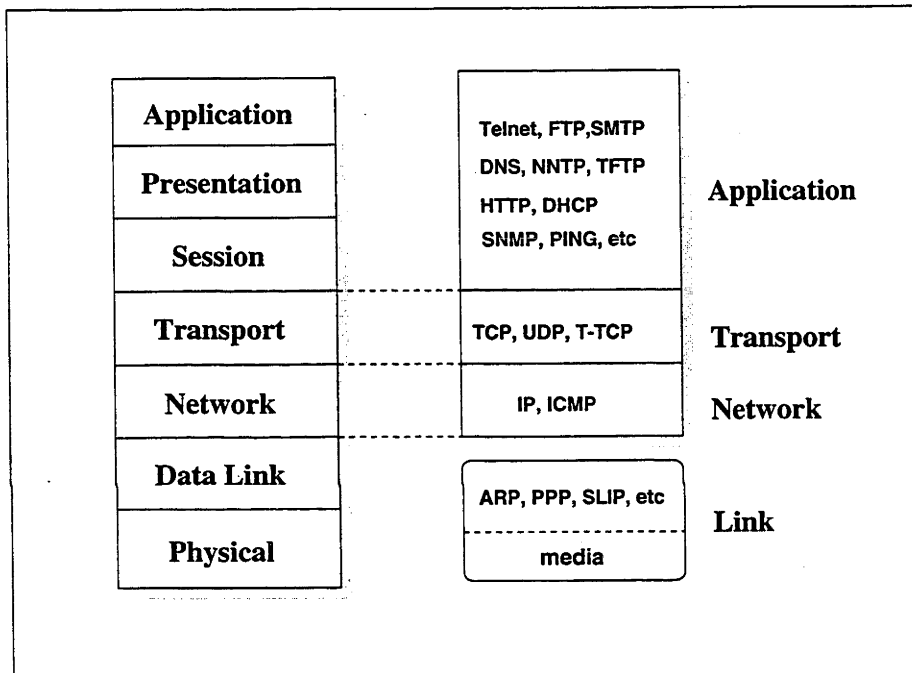 Application
Presentation
Session
Transport
Network
Data Link
Physical
Telnet, FTP,SMTP
DNS, NNTP, TFTP
HTTP, DHCP
SNMP, PING, etc
TCP, UDP, T-TCP
IP, ICMP
ARP, PPP, SLIP, etc
media
Application
Transport
Network
Link